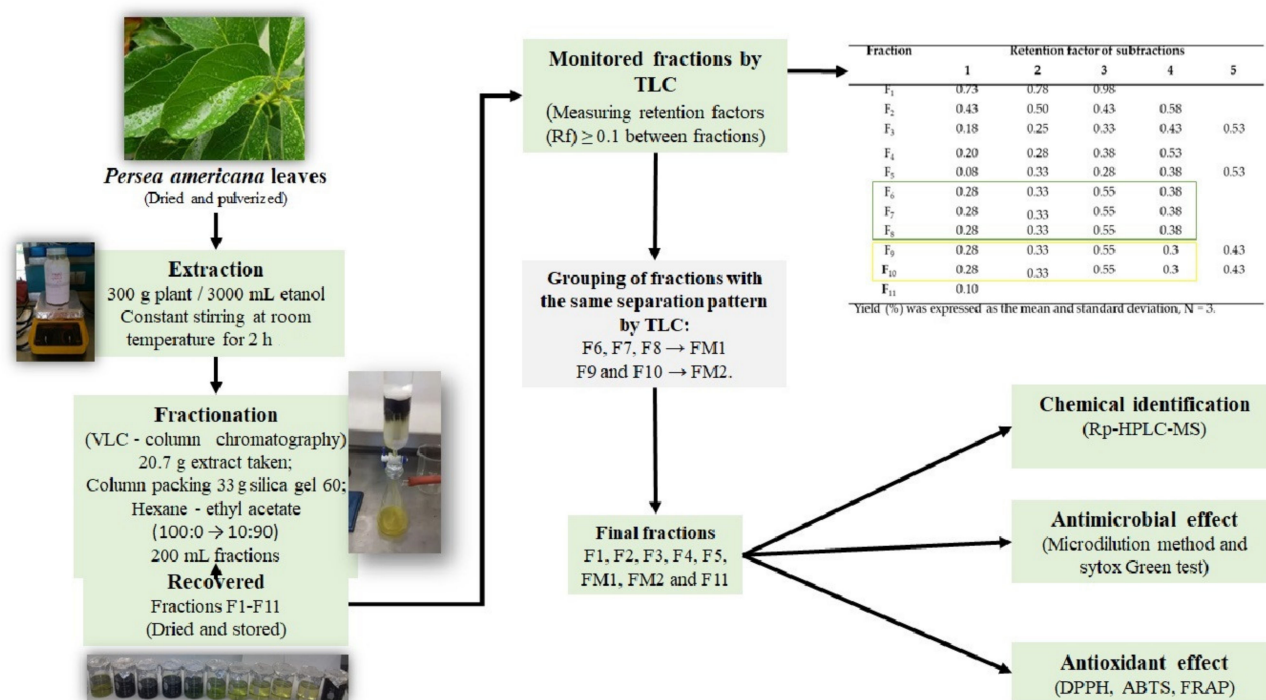 Persea americana leaves
(Dried and pulverized)
Extraction
300 g plant / 3000 mL etanol
Constant stirring at room
temperature for 2 h
Fractionation
(VLC - column chromatography)
20.7 g extract taken;
Column packing 33 g silica gel 60;
Hexane - ethyl acetate
(100:0 → 10:90)
200 mL fractions
Recovered
Fractions F1-F11
(Dried and stored)
Monitored fractions by
TLC
(Measuring retention factors
(Rf) ≥ 0.1 between fractions)
Grouping of fractions with
the same separation pattern
by TLC:
F6, F7, F8 → FM1
F9 and F10 → FM2.
Final fractions
F1, F2, F3, F4, F5,
FM1, FM2 and F11
Fraction Retention factor of subfractions
1 2 3 4 5
F1 0.73 0.78 0.98
F2 0.43 0.50 0.43 0.58
F3 0.18 0.25 0.33 0.43 0.53
F4 0.20 0.28 0.38 0.53
F5 0.08 0.33 0.28 0.38 0.53
F6 0.28 0.33 0.55 0.38
F7 0.28 0.33 0.55 0.38
F8 0.28 0.33 0.55 0.38
F9 0.28 0.33 0.55 0.3 0.43
F10 0.28 0.33 0.55 0.3 0.43
F11 0.10
Yield (%) was expressed as the mean and standard deviation, N = 3.
Chemical identification
(Rp-HPLC-MS)
Antimicrobial effect
(Microdilution method and
sytox Green test)
Antioxidant effect
(DPPH, ABTS, FRAP)